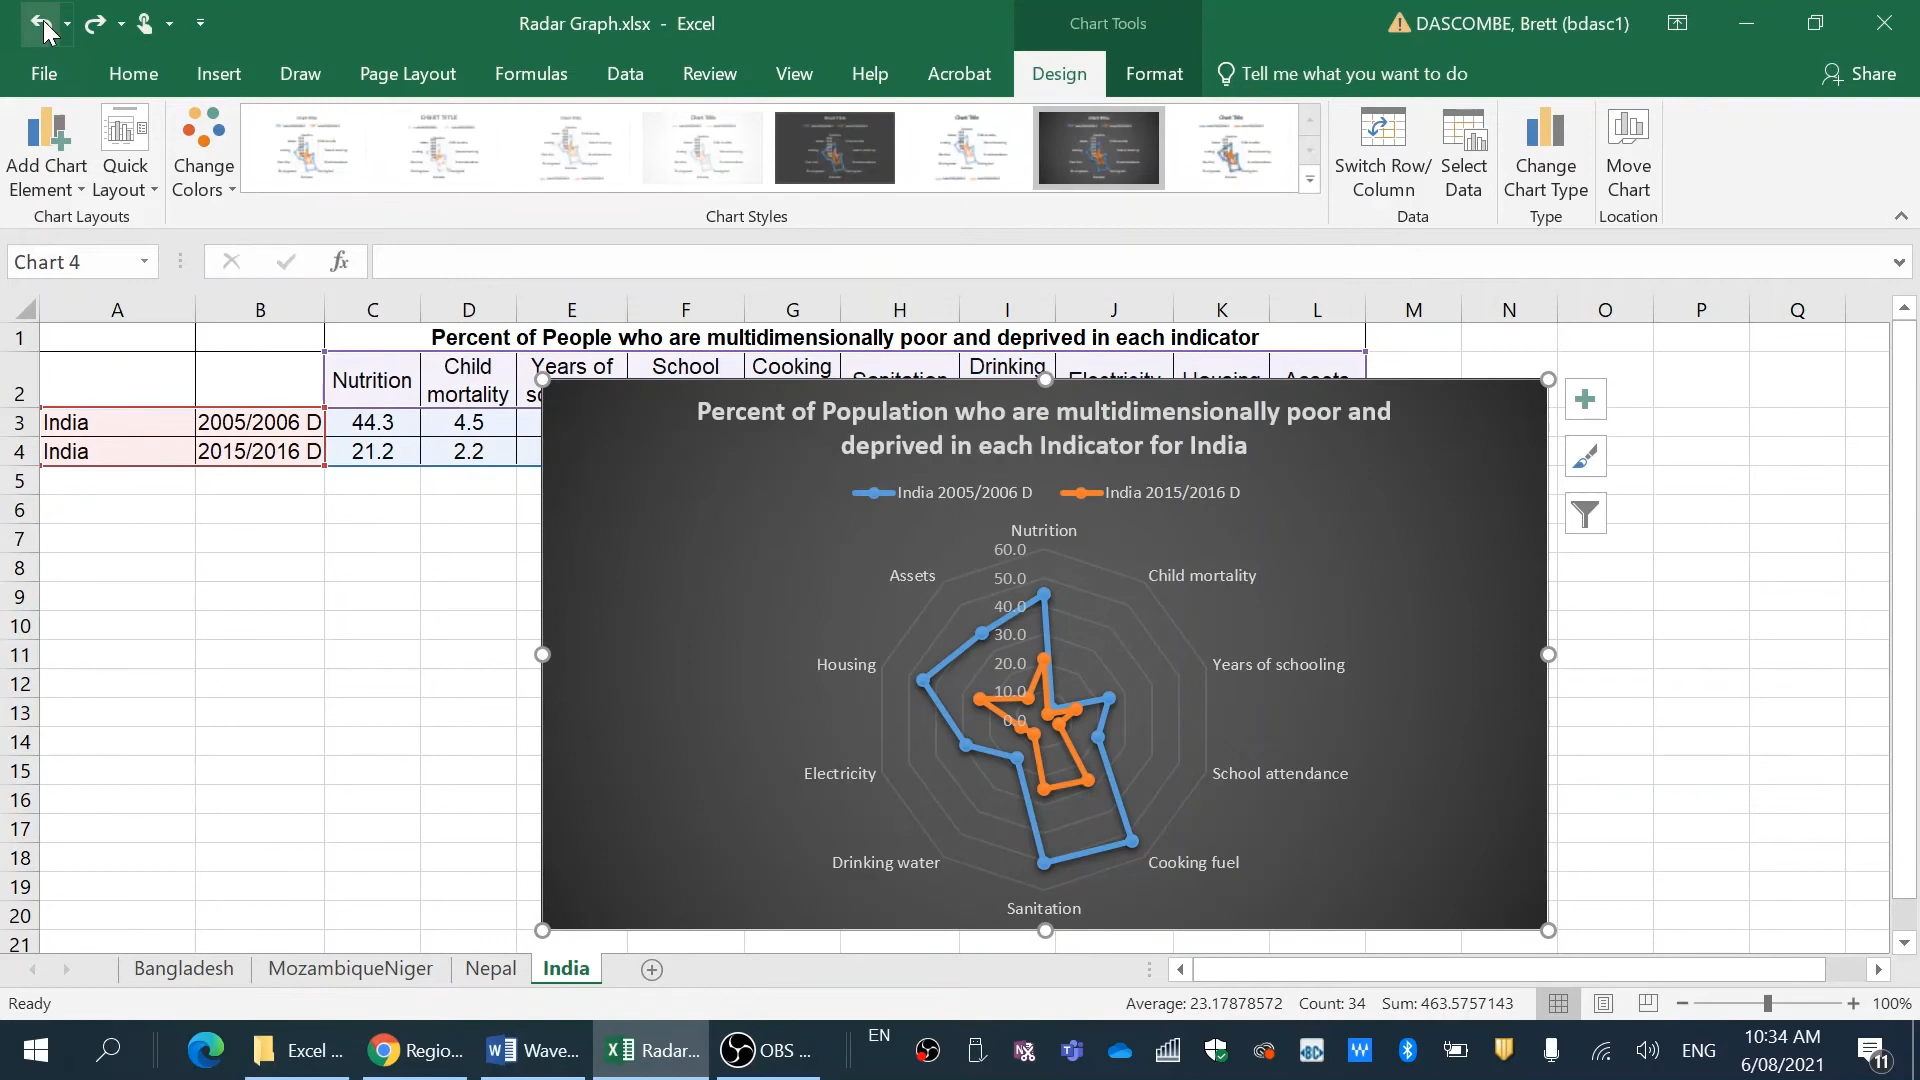 Radar Graph.xlsx - Excel
Chart Tools
DASCOMBE, Brett (bdasc1)
File Home Insert Draw Page Layout Formulas Data Review View Help Acrobat Design Format Tell me what you want to do Share
Add Chart Element
Quick Layout
Change Colors
Switch Row/ Column
Select Data
Change Chart Type
Move Chart
Chart Layouts
Chart Styles
Data
Type
Location
Chart 4
fx
A B C D E F G H I J K L M N O P Q
1 Percent of People who are multidimensionally poor and deprived in each indicator
2 Nutrition Child mortality Years of School Cooking Sanitation Drinking Electricity Housing Assets
3 India 2005/2006 D 44.3 4.5
4 India 2015/2016 D 21.2 2.2
5
6
7
8
9
10
11
12
13
14
15
16
17
18
19
20
21
Percent of Population who are multidimensionally poor and
deprived in each Indicator for India
India 2005/2006 D India 2015/2016 D
Nutrition
60.0
50.0
40.0
30.0
20.0
10.0
0.0
Child mortality
Years of schooling
School attendance
Cooking fuel
Sanitation
Drinking water
Electricity
Housing
Assets
Bangladesh MozambiqueNiger Nepal India
Ready
Average: 23.17878572 Count: 34 Sum: 463.5757143
100%
Excel ... Regio... Wave... Radar... OBS ...
EN
ENG
10:34 AM
6/08/2021
11